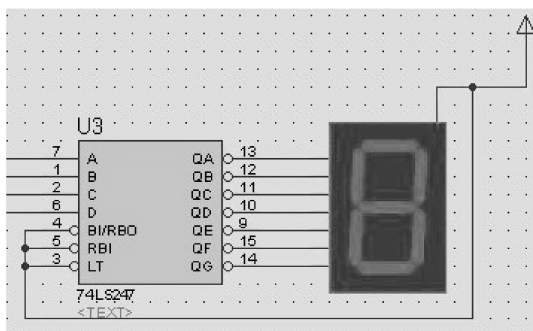 U3
7 A QA 13
1 B QB 12
2 C QC 11
6 D QD 10
4 BI/RBO QE 9
5 RBI QF 15
3 LT QG 14
74LS247
<TEXT>